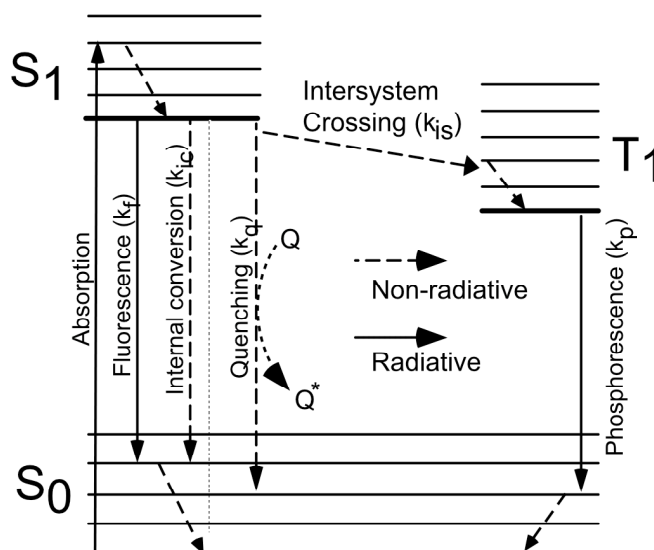 S1
Intersystem
Crossing (kis)
T1
Absorption
Fluorescence (kf)
Internal conversion (kic)
Quenching (kq)
Q
Q*
Non-radiative
Radiative
Phosphorescence (kp)
S0